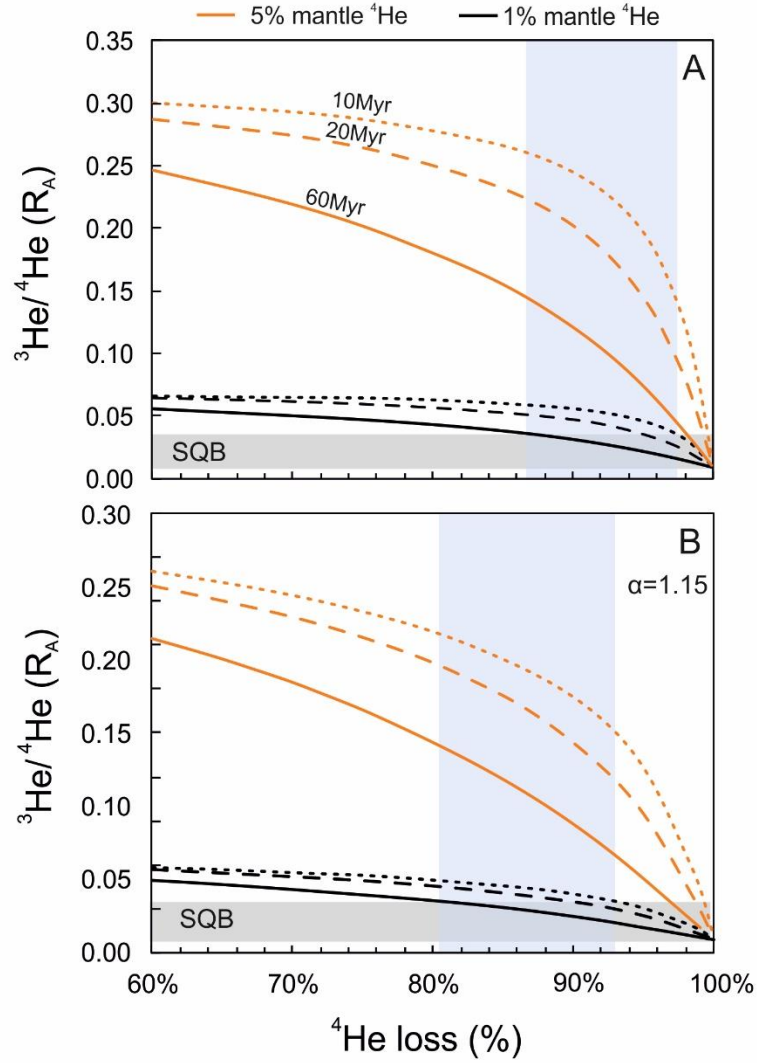 5% mantle ⁴He 1% mantle ⁴He
A
0.35
0.30
0.25
0.20
0.15
0.10
0.05
0.00
³He/⁴He (R_A)
10Myr
20Myr
60Myr
SQB
B
α=1.15
0.30
0.25
0.20
0.15
0.10
0.05
0.00
³He/⁴He (R_A)
SQB
60% 70% 80% 90% 100%
⁴He loss (%)